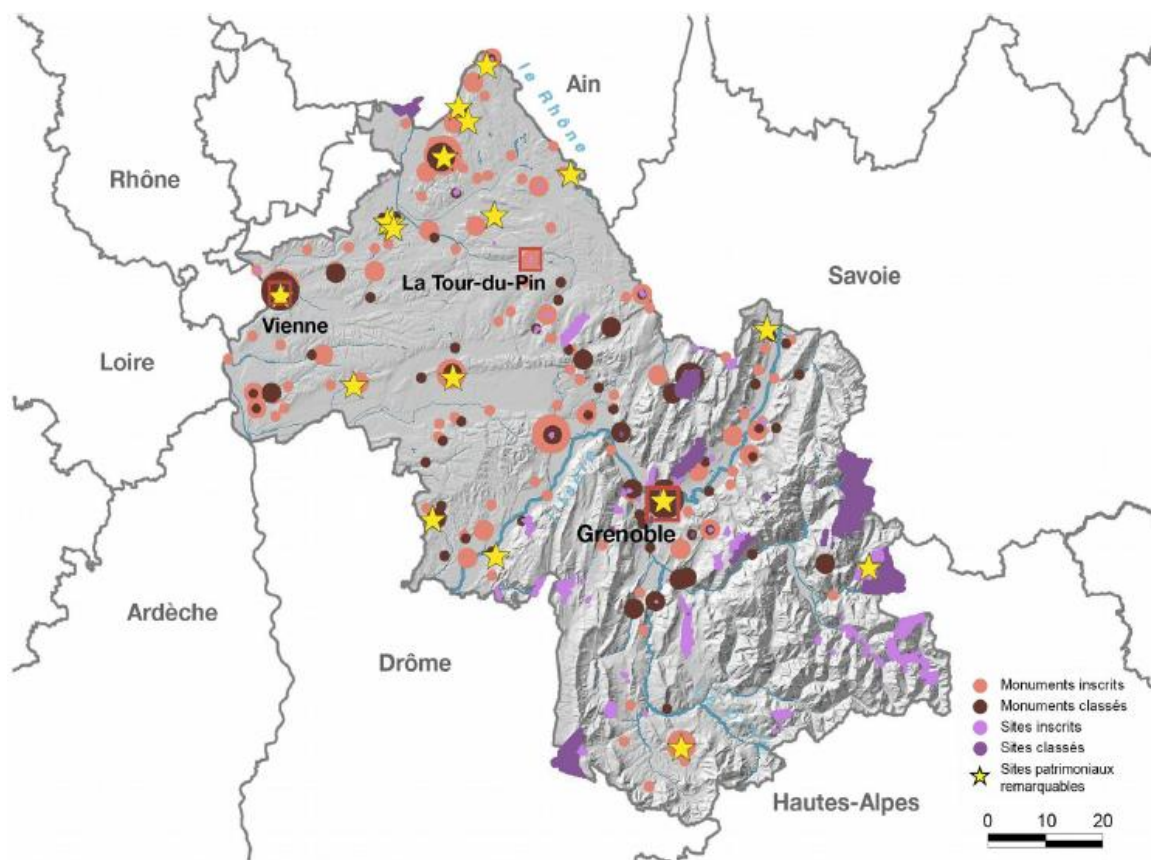 Ain
le Rhône
Rhône
Savoie
La Tour-du-Pin
Vienne
Loire
Isère
Grenoble
Ardèche
Drôme
Hautes-Alpes
Monuments inscrits
Monuments classés
Sites inscrits
Sites classés
Sites patrimoniaux
remarquables
0 10 20